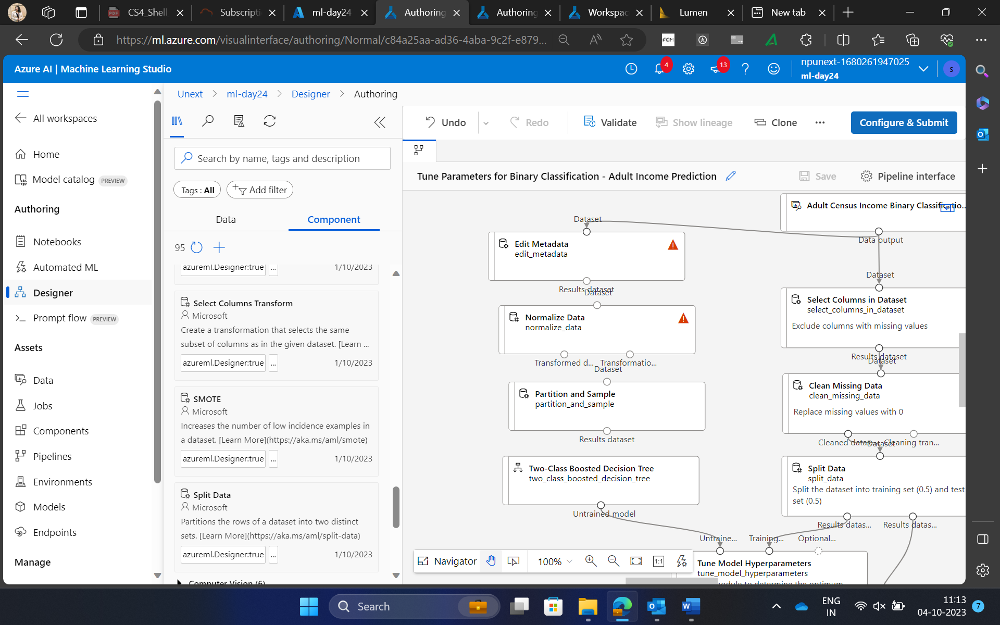 CS4_Shell
Subscripti
ml-day24
Authoring
Authoring
Workspac
Lumen
New tab
https://ml.azure.com/visualinterface/authoring/Normal/c84a25aa-ad36-4aba-9c2f-e879...
FCM
Azure AI | Machine Learning Studio
4
13
npunext-1680261947025
ml-day24
S
Unext > ml-day24 > Designer > Authoring
All workspaces
Home
Model catalog PREVIEW
Authoring
Notebooks
Automated ML
Designer
Prompt flow PREVIEW
Assets
Data
Jobs
Components
Pipelines
Environments
Models
Endpoints
Manage
Search by name, tags and description
Tags : All
Add filter
Data
Component
95
azureml.Designer:true ... 1/10/2023
Select Columns Transform
Microsoft
Create a transformation that selects the same
subset of columns as in the given dataset. [Learn ...
azureml.Designer:true ... 1/10/2023
SMOTE
Microsoft
Increases the number of low incidence examples in
a dataset. [Learn More](https://aka.ms/aml/smote)
azureml.Designer:true ... 1/10/2023
Split Data
Microsoft
Partitions the rows of a dataset into two distinct
sets. [Learn More](https://aka.ms/aml/split-data)
azureml.Designer:true ... 1/10/2023
Computer Vision (6)
Undo
Redo
Validate
Show lineage
Clone
Configure & Submit
Tune Parameters for Binary Classification - Adult Income Prediction
Save
Pipeline interface
Adult Census Income Binary Classificatio...
Data output
Dataset
Edit Metadata
edit_metadata
Results dataset
Dataset
Normalize Data
normalize_data
Transformed d...
Transformatio...
Dataset
Partition and Sample
partition_and_sample
Results dataset
Two-Class Boosted Decision Tree
two_class_boosted_decision_tree
Untrained model
Dataset
Select Columns in Dataset
select_columns_in_dataset
Exclude columns with missing values
Results dataset
Dataset
Clean Missing Data
clean_missing_data
Replace missing values with 0
Cleaned datas...
Cleaning tran...
Dataset
Split Data
split_data
Split the dataset into training set (0.5) and test
set (0.5)
Results datas...
Results datas...
Untraine...
Training...
Optional...
Tune Model Hyperparameters
tune_model_hyperparameters
module to determine the optimum
Navigator
100%
1:1
Search
ENG
IN
11:13
04-10-2023
7